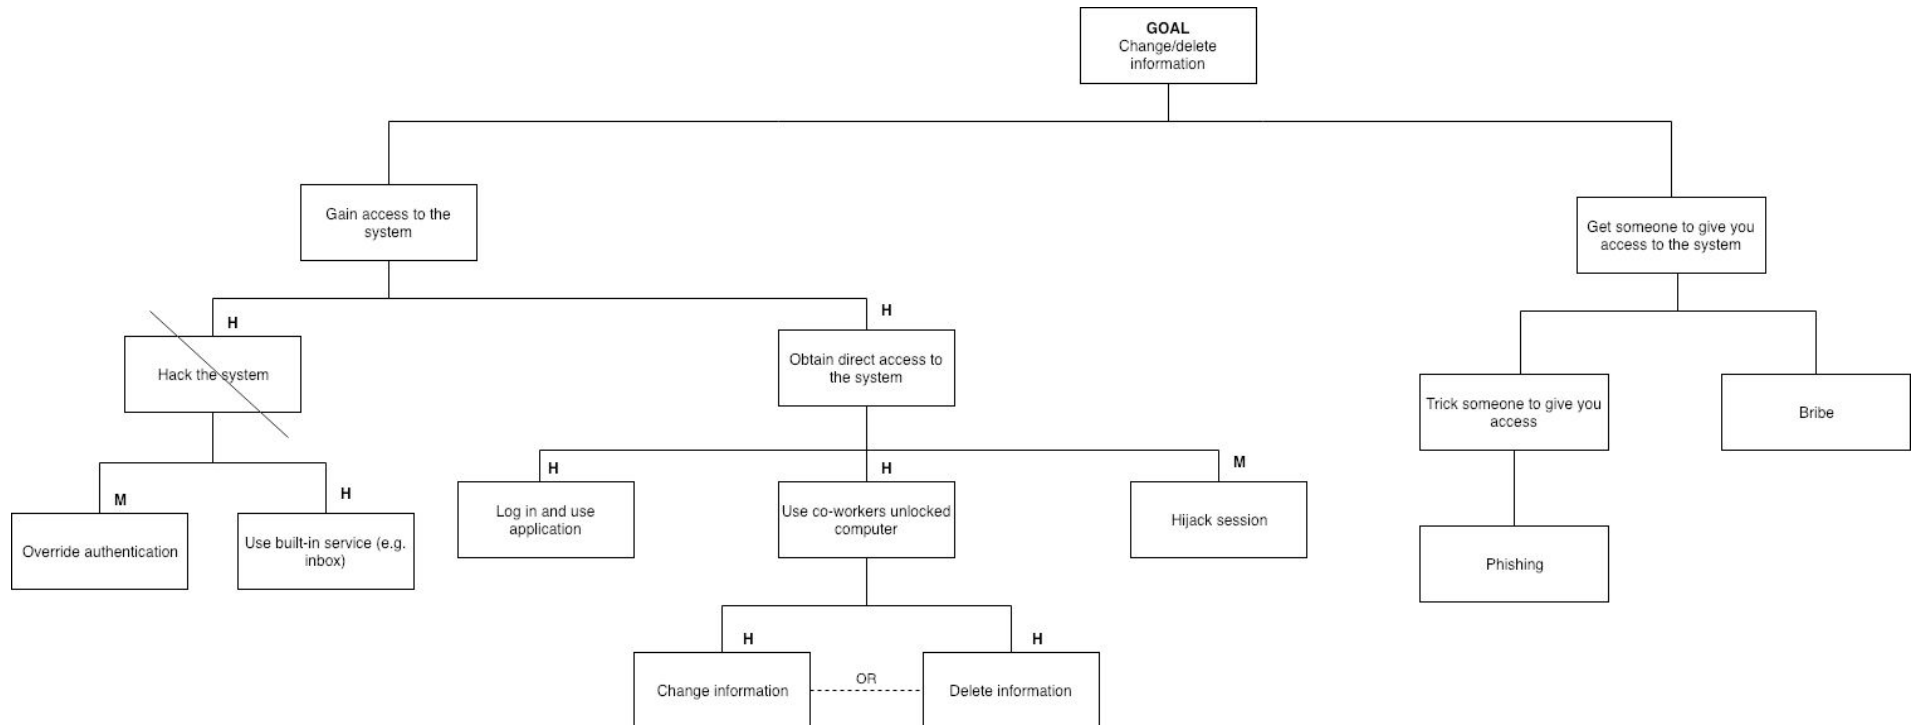 GOAL
Change/delete
information
Gain access to the
system
Get someone to give you
access to the system
H
Hack the system
H
Obtain direct access to
the system
Trick someone to give you
access
Bribe
M
Override authentication
H
Use built-in service (e.g.
inbox)
H
Log in and use
application
H
Use co-workers unlocked
computer
M
Hijack session
Phishing
H
Change information
OR
H
Delete information